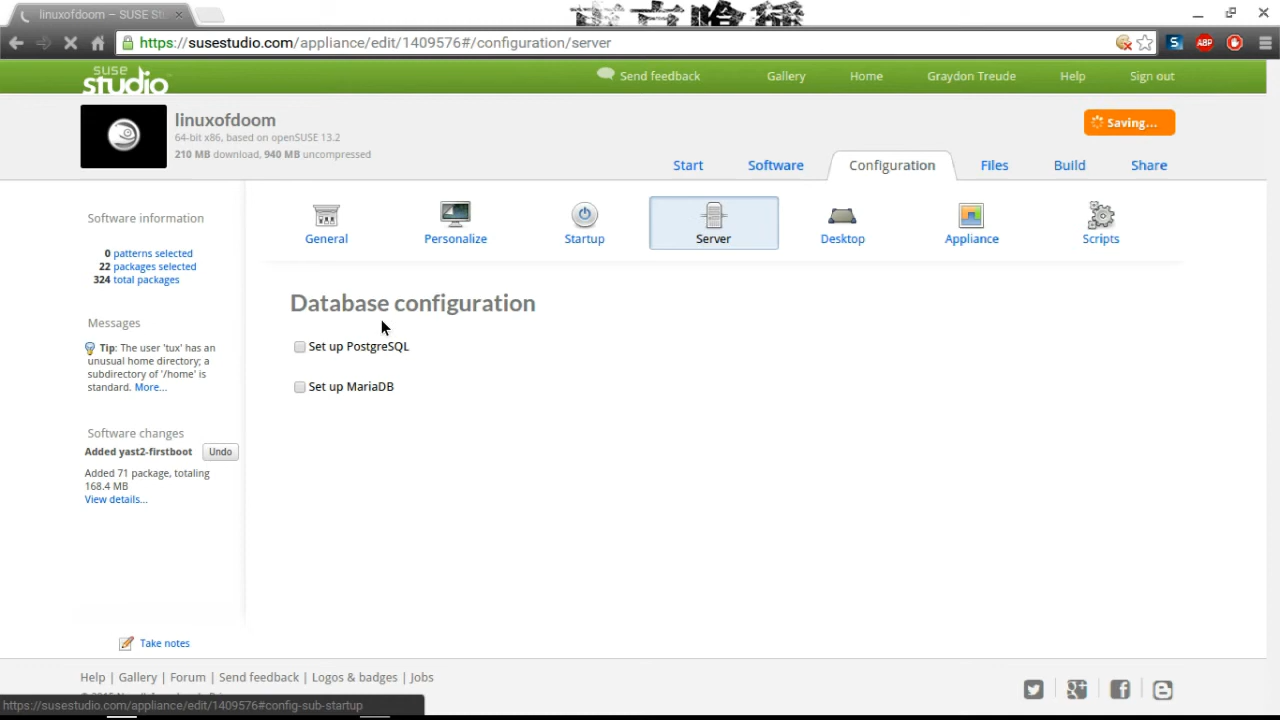 linuxofdoom – SUSE St
https://susestudio.com/appliance/edit/1409576#/configuration/server
ABP
suse studio
Send feedback
Gallery
Home
Graydon Treude
Help
Sign out
linuxofdoom
64-bit x86, based on openSUSE 13.2
210 MB download, 940 MB uncompressed
Saving...
Start
Software
Configuration
Files
Build
Share
Software information
0 patterns selected
22 packages selected
324 total packages
Messages
Tip: The user 'tux' has an
unusual home directory; a
subdirectory of '/home' is
standard. More...
Software changes
Added yast2-firstboot
Undo
Added 71 package, totaling
168.4 MB
View details...
Take notes
General
Personalize
Startup
Server
Desktop
Appliance
Scripts
Database configuration
Set up PostgreSQL
Set up MariaDB
Help | Gallery | Forum | Send feedback | Logos & badges | Jobs
https://susestudio.com/appliance/edit/1409576#config-sub-startup